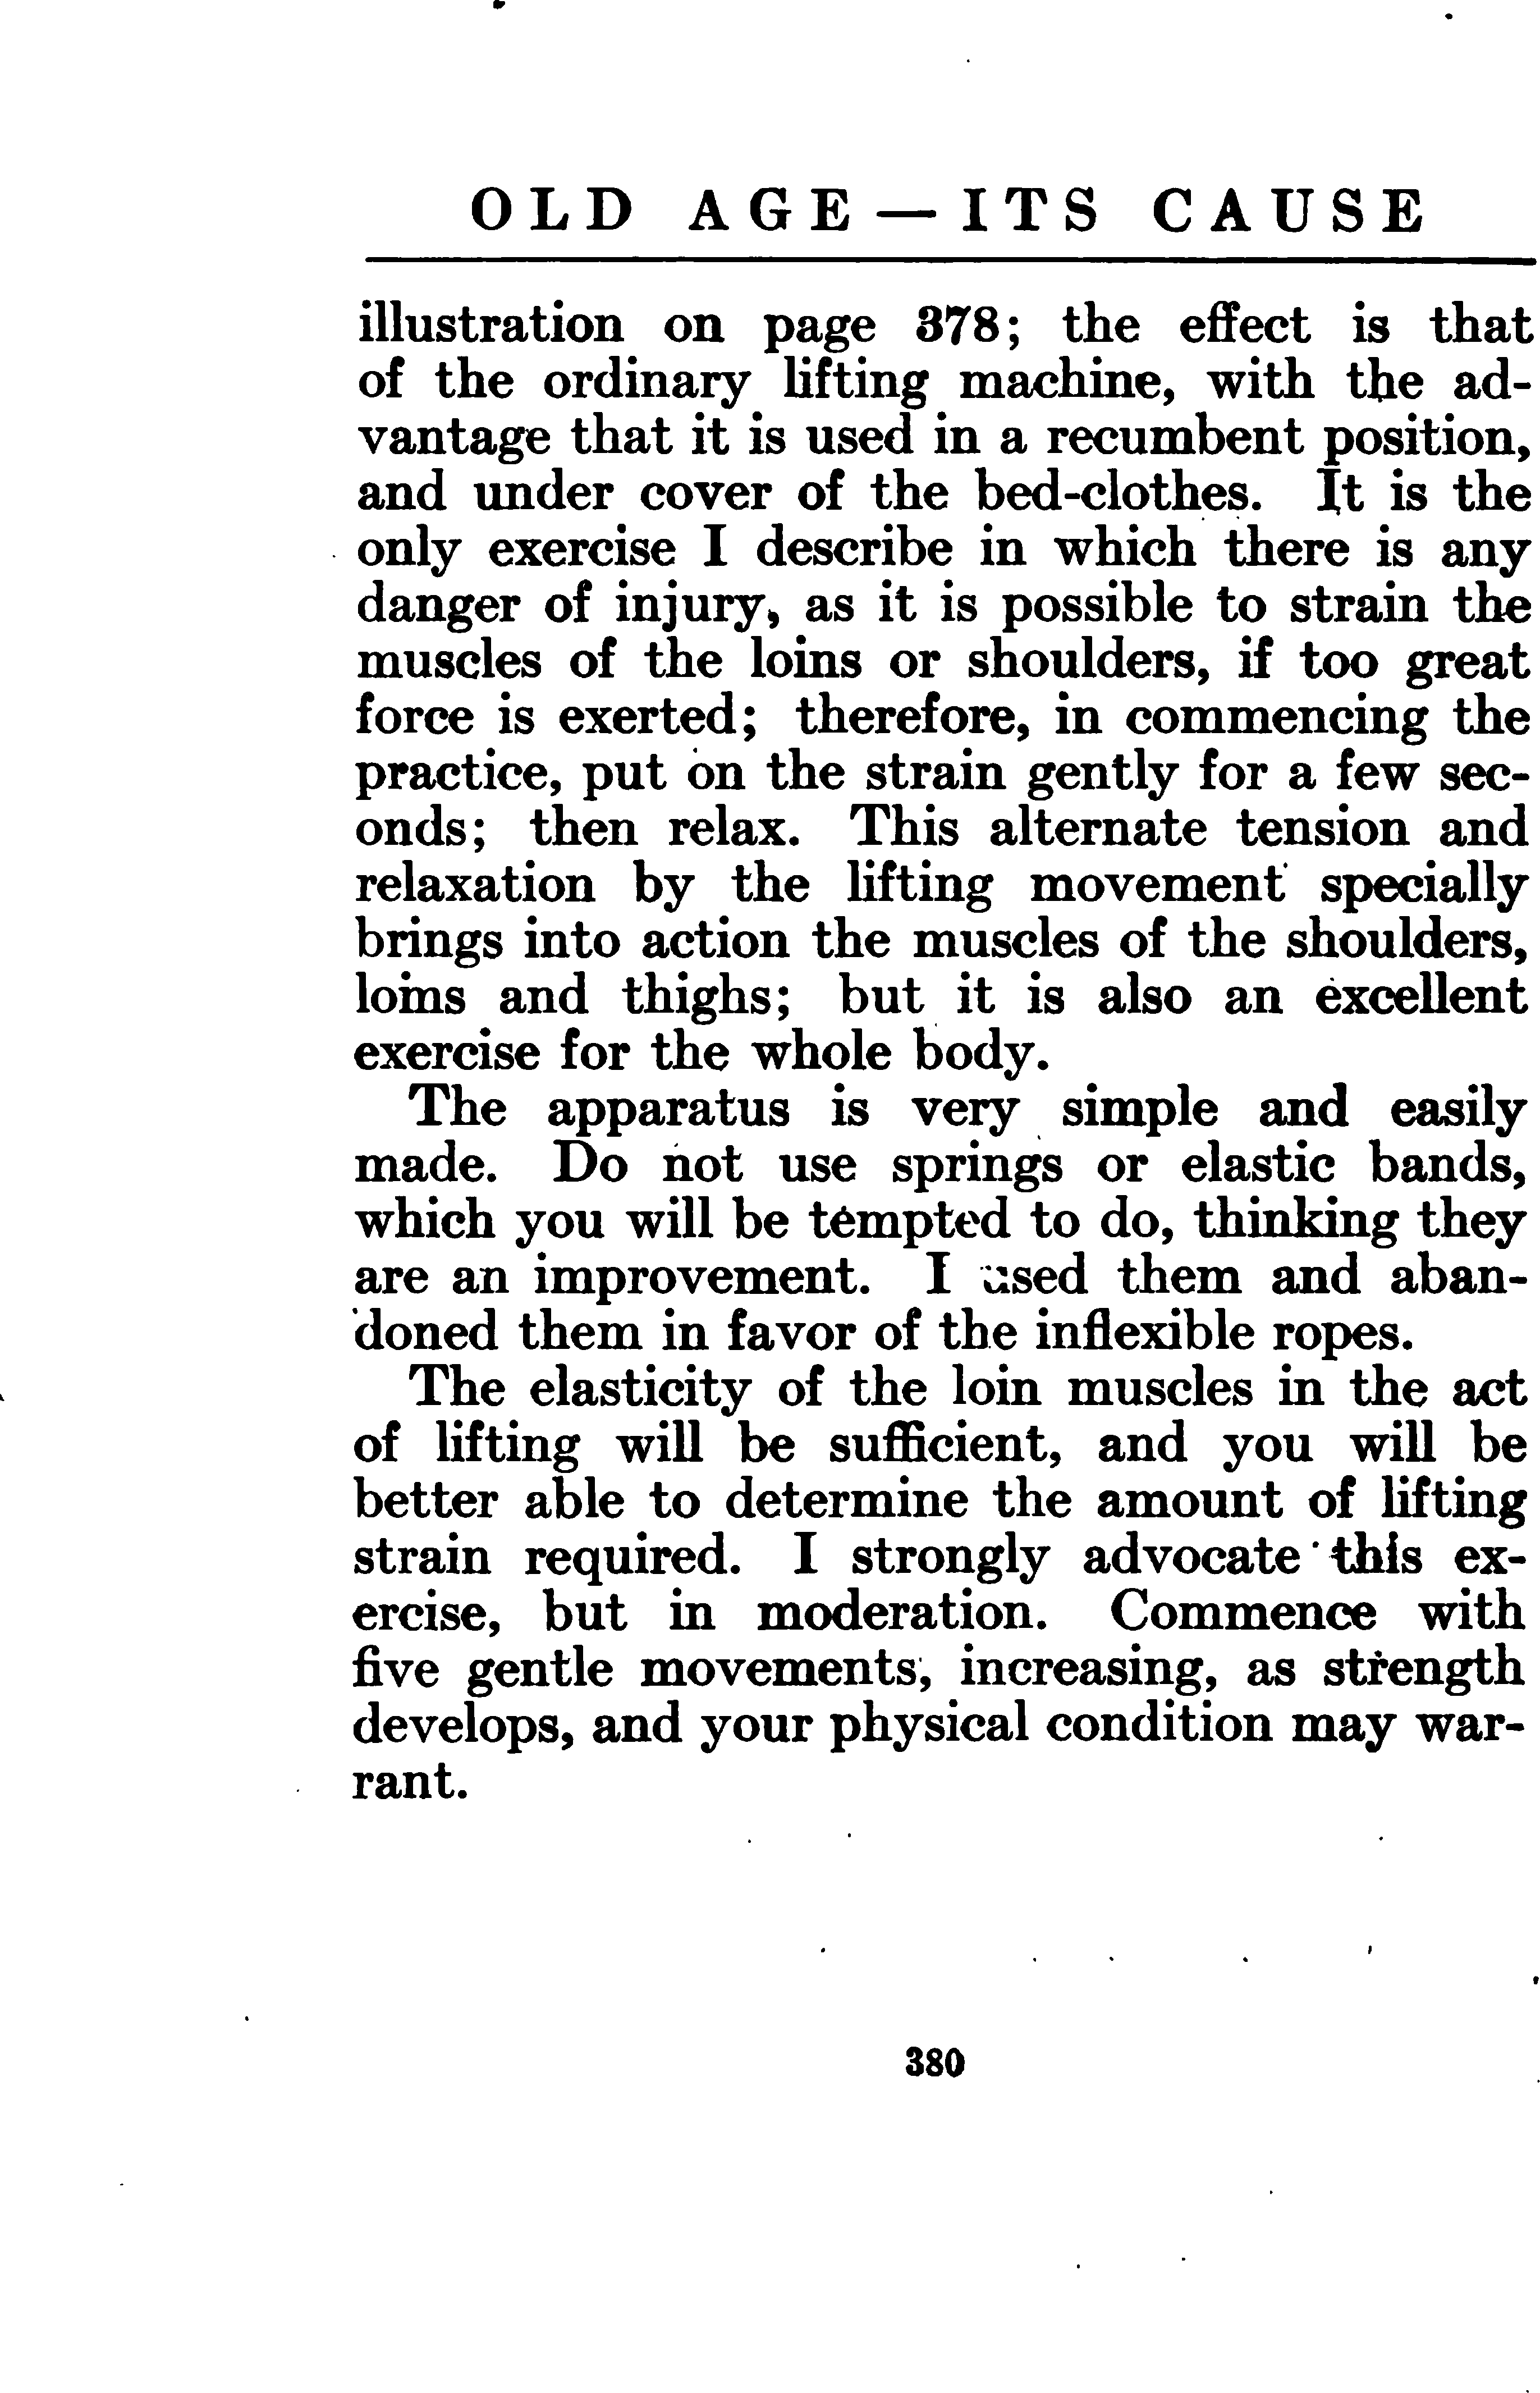 OLD AGE—ITS CAUSE
illustration on page 378; the effect is that
of the ordinary lifting machine, with the ad-
vantage that it is used in a recumbent position,
and under cover of the bed-clothes. It is the
only exercise I describe in which there is any
danger of injury, as it is possible to strain the
muscles of the loins or shoulders, if too great
force is exerted; therefore, in commencing the
practice, put on the strain gently for a few sec-
onds; then relax. This alternate tension and
relaxation by the lifting movement specially
brings into action the muscles of the shoulders,
loins and thighs; but it is also an excellent
exercise for the whole body.
The apparatus is very simple and easily
made. Do not use springs or elastic bands,
which you will be tempted to do, thinking they
are an improvement. I used them and aban-
doned them in favor of the inflexible ropes.
The elasticity of the loin muscles in the act
of lifting will be sufficient, and you will be
better able to determine the amount of lifting
strain required. I strongly advocate this ex-
ercise, but in moderation. Commence with
five gentle movements, increasing, as strength
develops, and your physical condition may war-
rant.
380